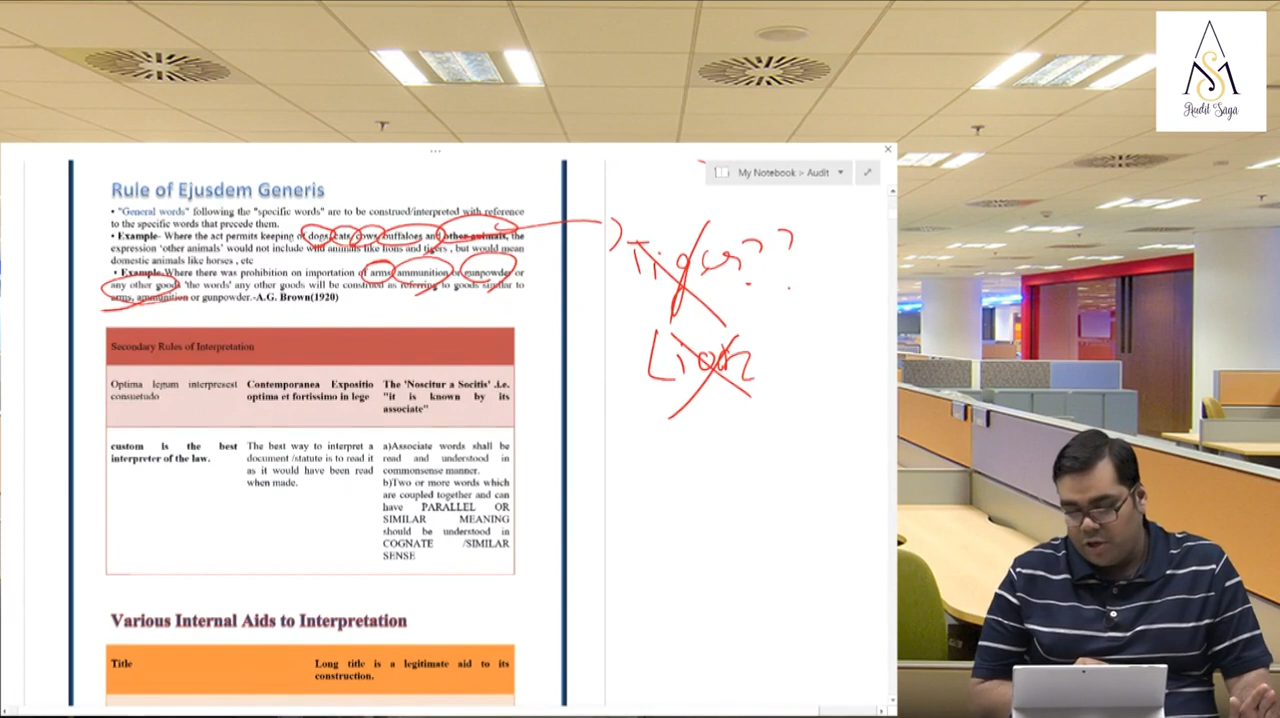 Audit Saga
My Notebook > Audit
Rule of Ejusdem Generis
• "General words" following the "specific words" are to be construed/interpreted with reference
to the specific words that precede them.
• Example- Where the act permits keeping of dogs, cats, cows, buffaloes and other animals, the
expression 'other animals' would not include wild animals like lions and tigers , but would mean
domestic animals like horses , etc
• Example-Where there was prohibition on importation of arms, ammunition or gunpowder or
any other goods 'the words' any other goods will be construed as referring to goods similar to
arms, ammunition or gunpowder.-A.G. Brown(1920)
Tiger??
Lion
Secondary Rules of Interpretation
Optima legum interpresest
consuetudo
Contemporanea Expositio
optima et fortissimo in lege
The 'Noscitur a Socitis' .i.e.
"it is known by its
associate"
custom is the best
interpreter of the law.
The best way to interpret a
document /statute is to read it
as it would have been read
when made.
a)Associate words shall be
read and understood in
commonsense manner.
b)Two or more words which
are coupled together and can
have PARALLEL OR
SIMILAR MEANING
should be understood in
COGNATE /SIMILAR
SENSE
Various Internal Aids to Interpretation
Title
Long title is a legitimate aid to its
construction.